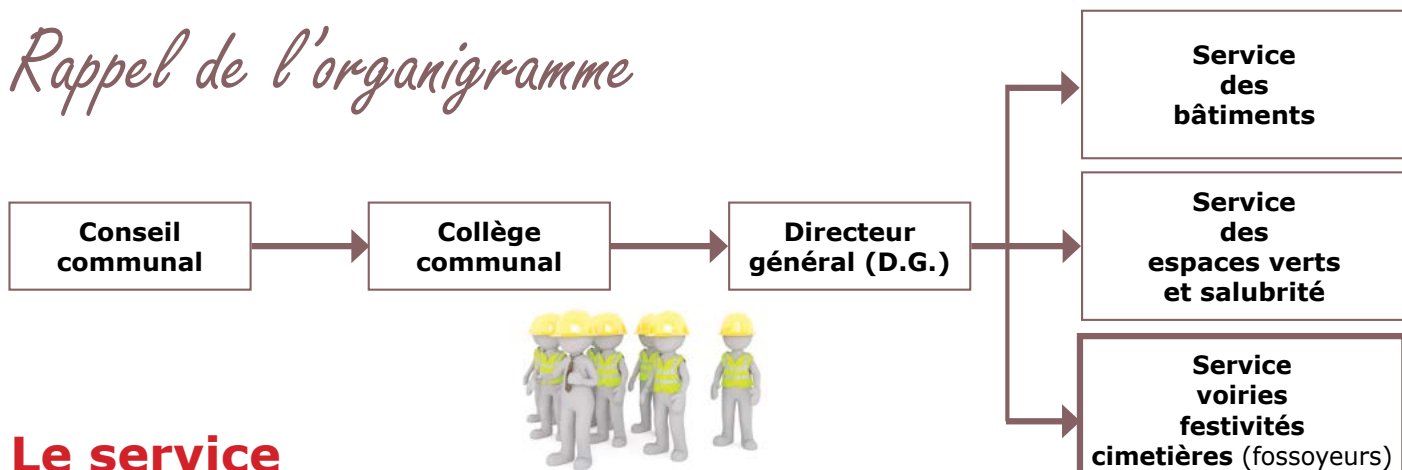 Rappel de l'organigramme
Service
des
bâtiments
Conseil
communal
Collège
communal
Directeur
général (D.G.)
Service
des
espaces verts
et salubrité
Service
voiries
festivités
cimetières (fossoyeurs)
Le service